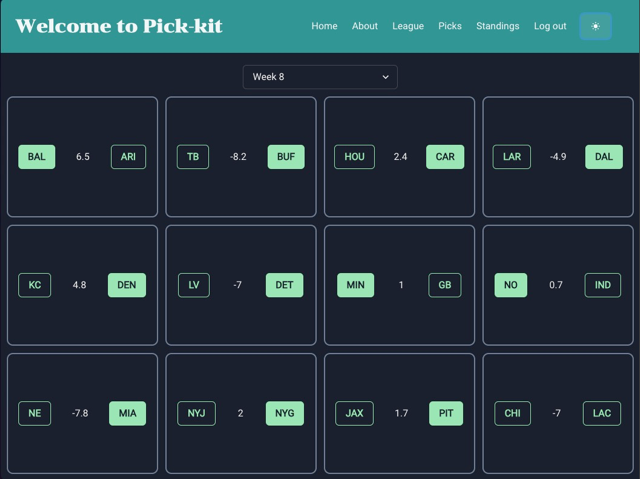 Welcome to Pick-kit
Home About League Picks Standings Log out
Week 8
BAL 6.5 ARI TB -8.2 BUF HOU 2.4 CAR LAR -4.9 DAL
KC 4.8 DEN LV -7 DET MIN 1 GB NO 0.7 IND
NE -7.8 MIA NYJ 2 NYG JAX 1.7 PIT CHI -7 LAC